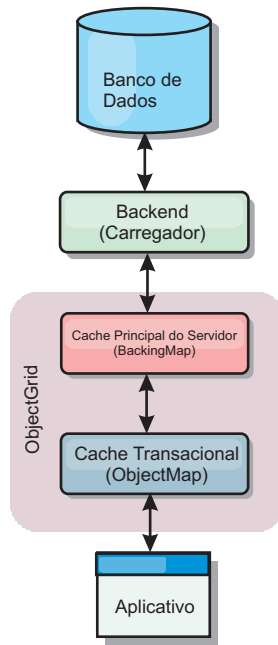 Banco de
Dados
Backend
(Carregador)
Cache Principal do Servidor
(BackingMap)
ObjectGrid
Cache Transacional
(ObjectMap)
Aplicativo